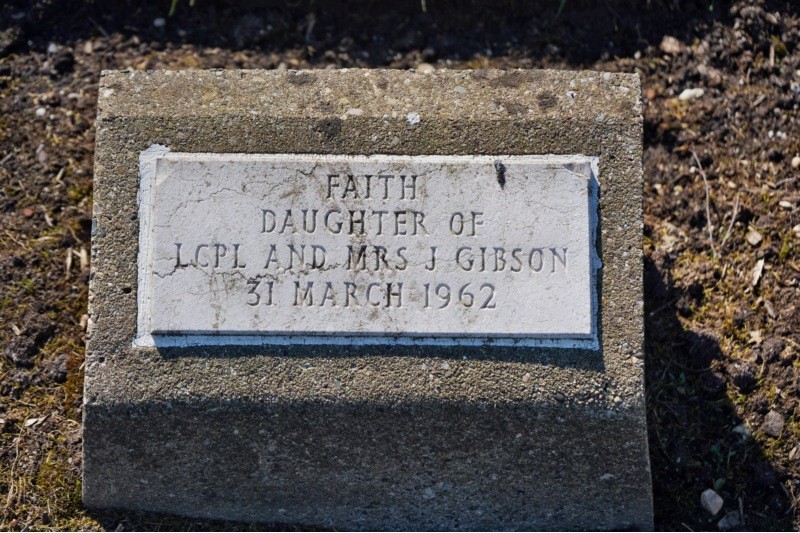 FAITH
DAUGHTER OF
LCPL AND MRS J GIBSON
31 MARCH 1962